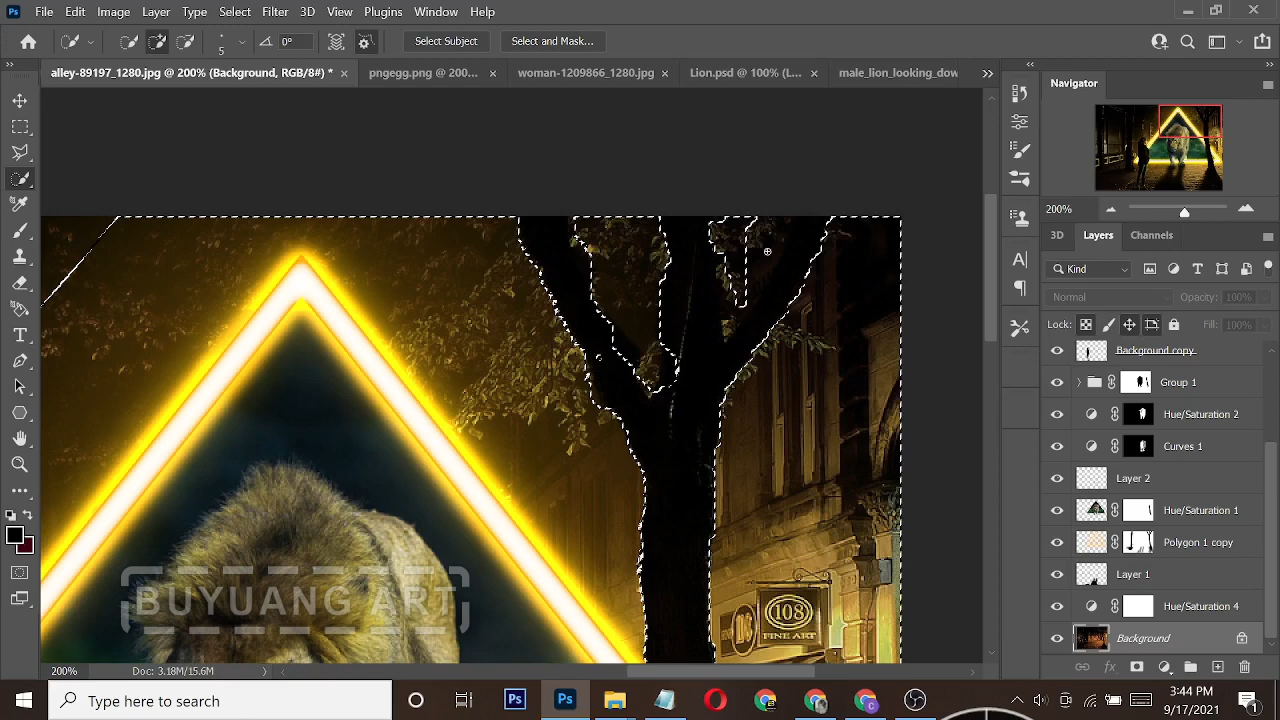 File Edit Image Layer Type Select Filter 3D View Plugins Window Help
5 0° Select Subject Select and Mask...
alley-89197_1280.jpg @ 200% (Background, RGB/8#) * × pngegg.png @ 200... × woman-1209866_1280.jpg × Lion.psd @ 100% (L... × male_lion_looking_dow
Navigator
200%
3D Layers Channels
Kind
Normal Opacity: 100%
Lock: Fill: 100%
Background copy
Group 1
Hue/Saturation 2
Curves 1
Layer 2
Hue/Saturation 1
Polygon 1 copy
Layer 1
Hue/Saturation 4
Background
BUYUANG ART
108
FINE ART
200% Doc: 3.18M/15.6M
Type here to search
3:44 PM
9/17/2021
1